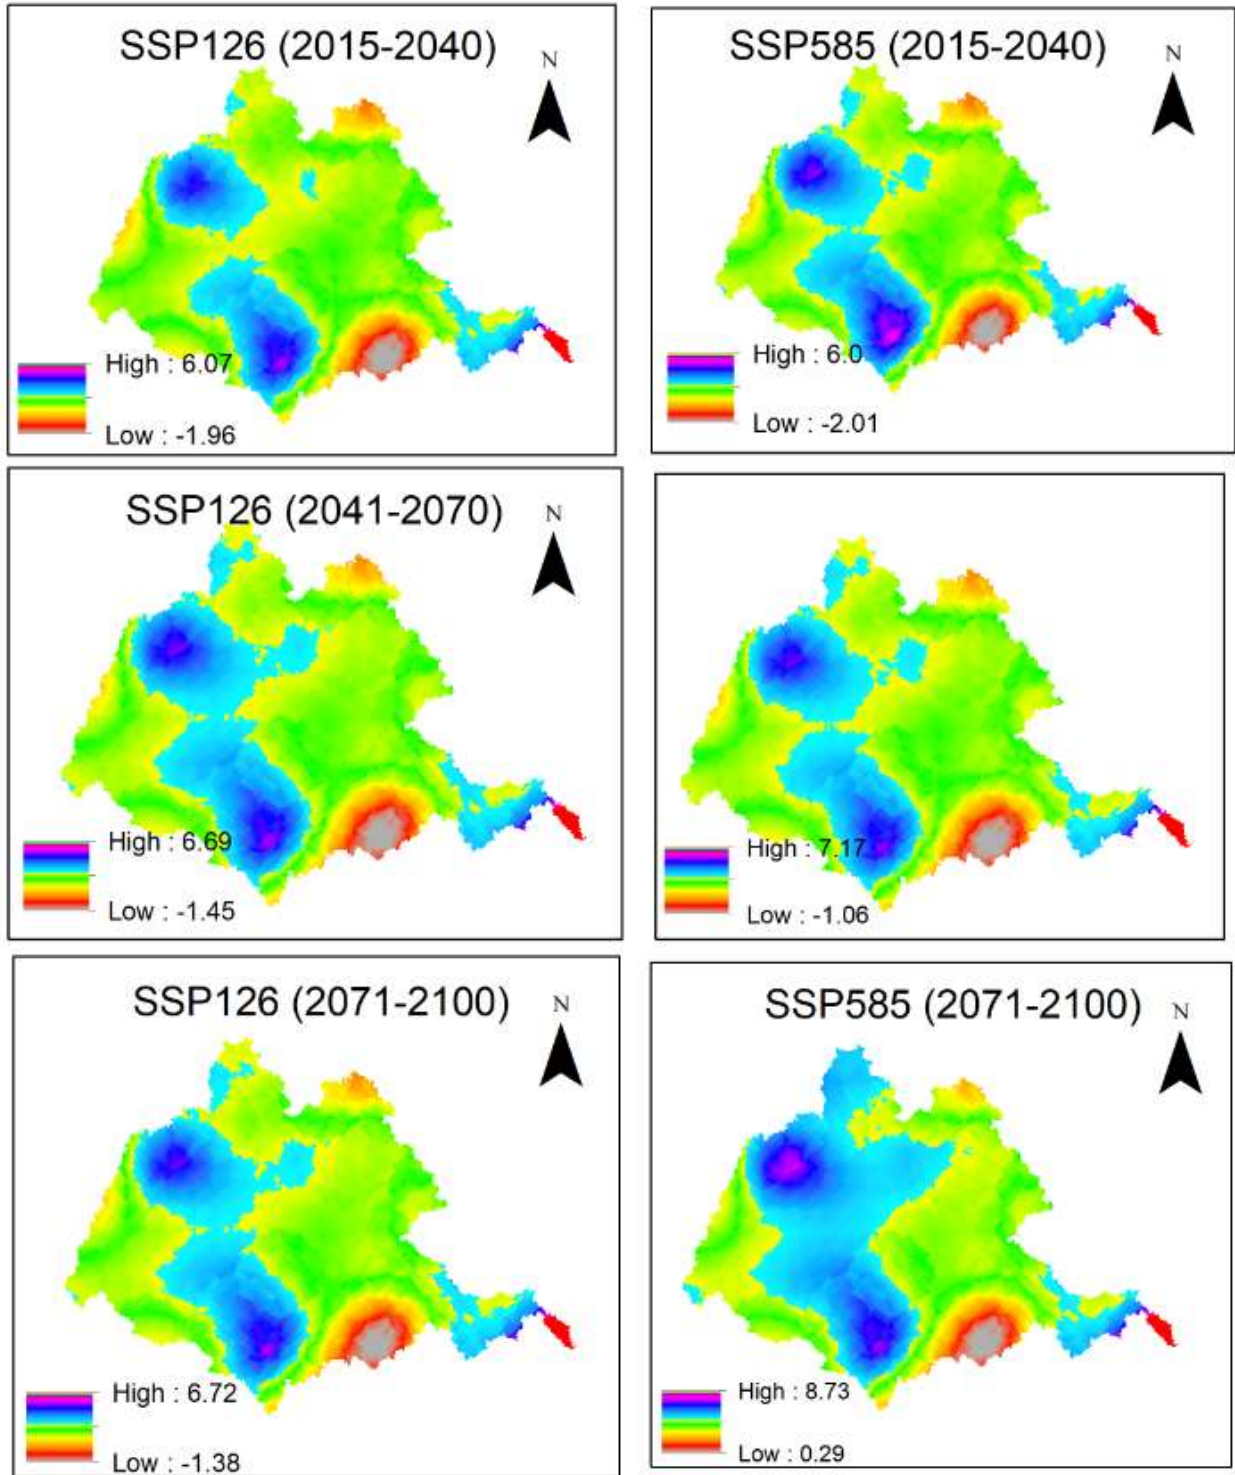 SSP126 (2015-2040)
N
High : 6.07
Low : -1.96
SSP585 (2015-2040)
N
High : 6.0
Low : -2.01
SSP126 (2041-2070)
N
High : 6.69
Low : -1.45
High : 7.17
Low : -1.06
SSP126 (2071-2100)
N
High : 6.72
Low : -1.38
SSP585 (2071-2100)
N
High : 8.73
Low : 0.29